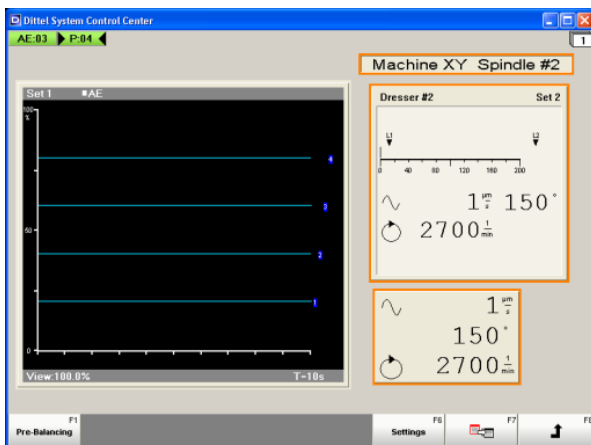 Dittel System Control Center
AE:03 P:04
1
Machine XY Spindle #2
Set 1 ■AE
100
%
4
3
50
2
1
0
View:100.0% T=10s
Dresser #2 Set 2
L1 L2
0 40 80 120 160 200
1 µm/s 150°
2700 1/min
1 µm/s
150°
2700 1/min
F1 F6 F7 F8
Pre-Balancing Settings